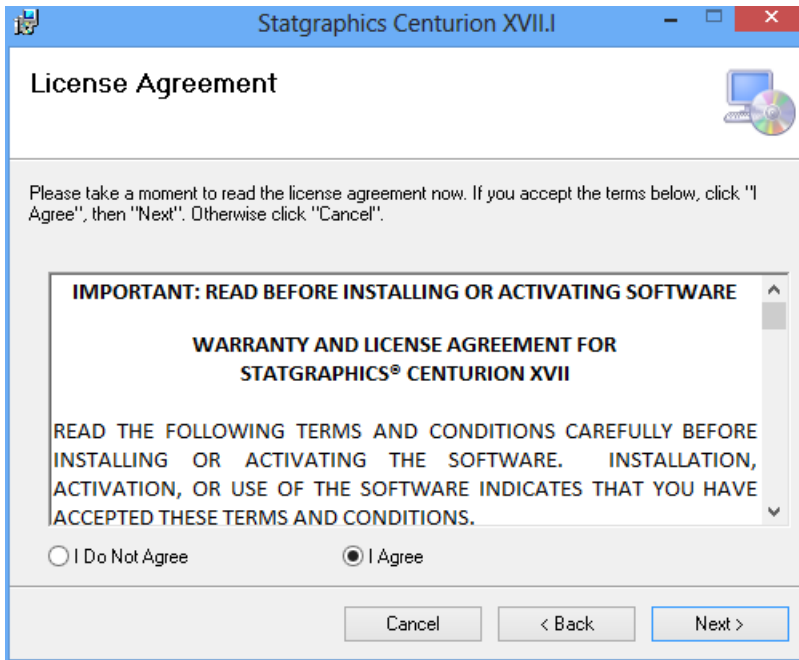 Statgraphics Centurion XVII.I
License Agreement
Please take a moment to read the license agreement now. If you accept the terms below, click "I
Agree", then "Next". Otherwise click "Cancel".
IMPORTANT: READ BEFORE INSTALLING OR ACTIVATING SOFTWARE
WARRANTY AND LICENSE AGREEMENT FOR
STATGRAPHICS® CENTURION XVII
READ THE FOLLOWING TERMS AND CONDITIONS CAREFULLY BEFORE
INSTALLING OR ACTIVATING THE SOFTWARE. INSTALLATION,
ACTIVATION, OR USE OF THE SOFTWARE INDICATES THAT YOU HAVE
ACCEPTED THESE TERMS AND CONDITIONS.
I Do Not Agree I Agree
Cancel < Back Next >